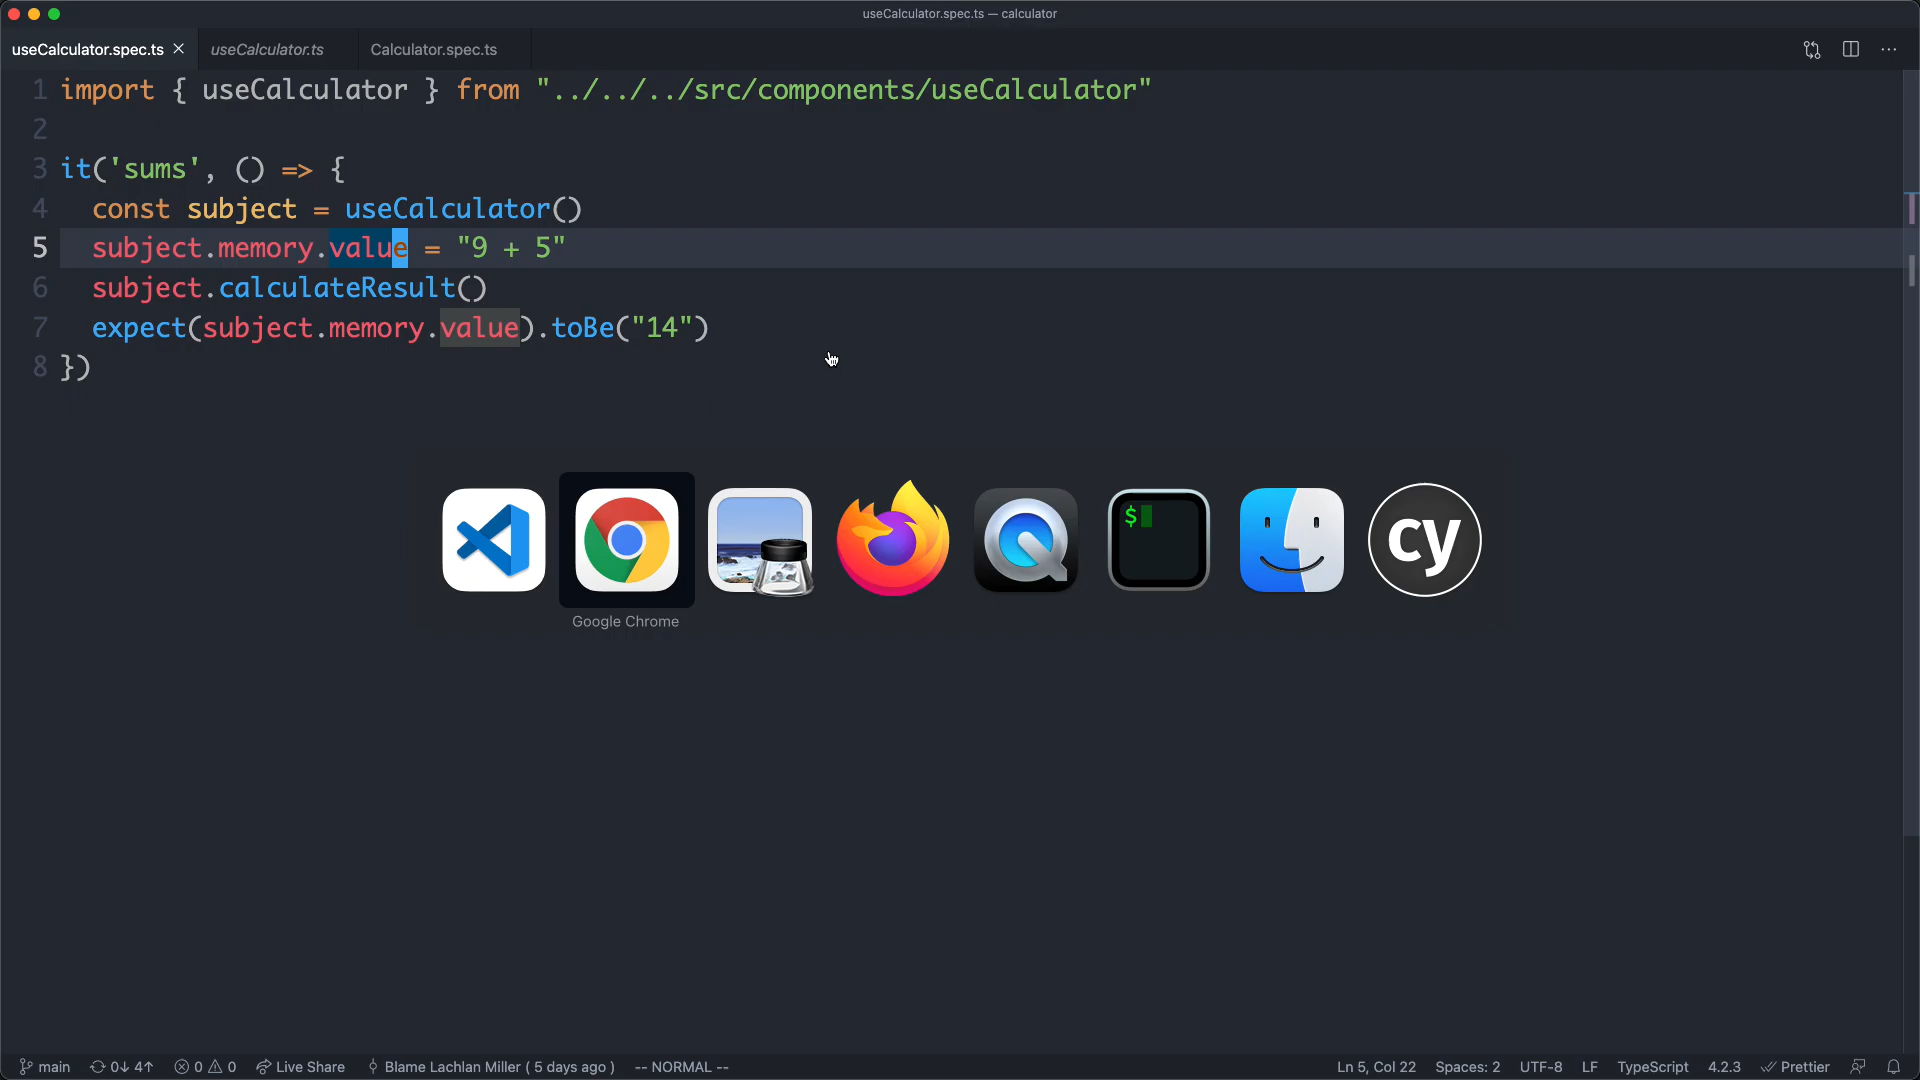 useCalculator.spec.ts — calculator
useCalculator.spec.ts useCalculator.ts Calculator.spec.ts
1 import { useCalculator } from "../../../src/components/useCalculator"
2
3 it('sums', () => {
4 const subject = useCalculator()
5 subject.memory.value = "9 + 5"
6 subject.calculateResult()
7 expect(subject.memory.value).toBe("14")
8 })
$
cy
Google Chrome
main 0↓ 4↑ 0 0 Live Share Blame Lachlan Miller ( 5 days ago ) -- NORMAL -- Ln 5, Col 22 Spaces: 2 UTF-8 LF TypeScript 4.2.3 Prettier